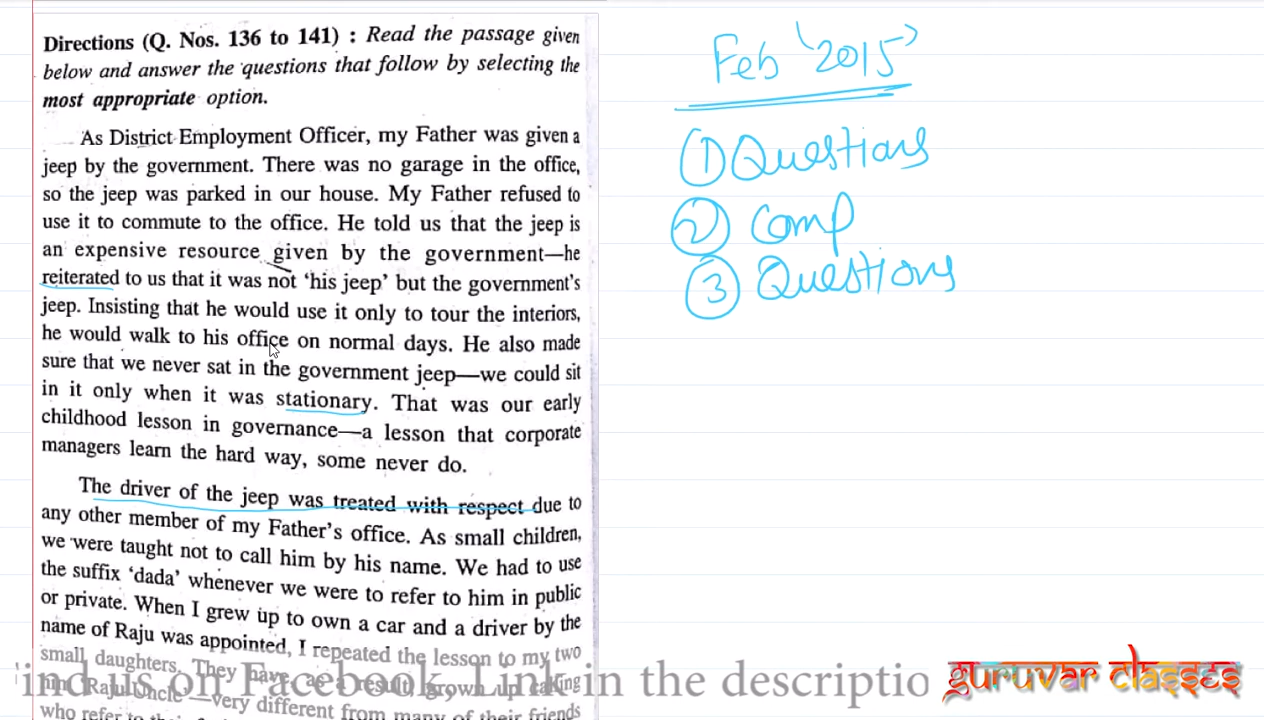 Directions (Q. Nos. 136 to 141) : Read the passage given
below and answer the questions that follow by selecting the
most appropriate option.
As District Employment Officer, my Father was given a
jeep by the government. There was no garage in the office,
so the jeep was parked in our house. My Father refused to
use it to commute to the office. He told us that the jeep is
an expensive resource given by the government—he
reiterated to us that it was not 'his jeep' but the government's
jeep. Insisting that he would use it only to tour the interiors,
he would walk to his office on normal days. He also made
sure that we never sat in the government jeep—we could sit
in it only when it was stationary. That was our early
childhood lesson in governance—a lesson that corporate
managers learn the hard way, some never do.
The driver of the jeep was treated with respect due to
any other member of my Father's office. As small children,
we were taught not to call him by his name. We had to use
the suffix 'dada' whenever we were to refer to him in public
or private. When I grew up to own a car and a driver by the
name of Raju was appointed, I repeated the lesson to my two
small daughters. They have, as a result, grown up calling
him 'Raju Uncle'—very different from many of their friends
who refer to
Feb '2015'
① Questions
② Comp
③ Questions
find us on Facebook. Link in the descriptio
guruvar classes